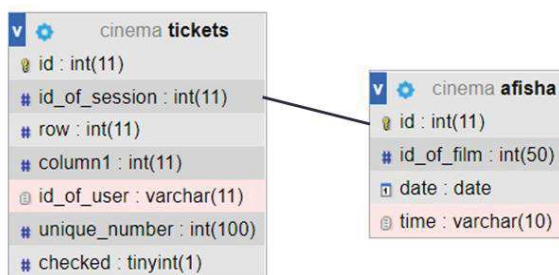 v cinema tickets
id : int(11)
# id_of_session : int(11)
# row : int(11)
# column1 : int(11)
id_of_user : varchar(11)
# unique_number : int(100)
# checked : tinyint(1)
v cinema afisha
id : int(11)
# id_of_film : int(50)
date : date
time : varchar(10)